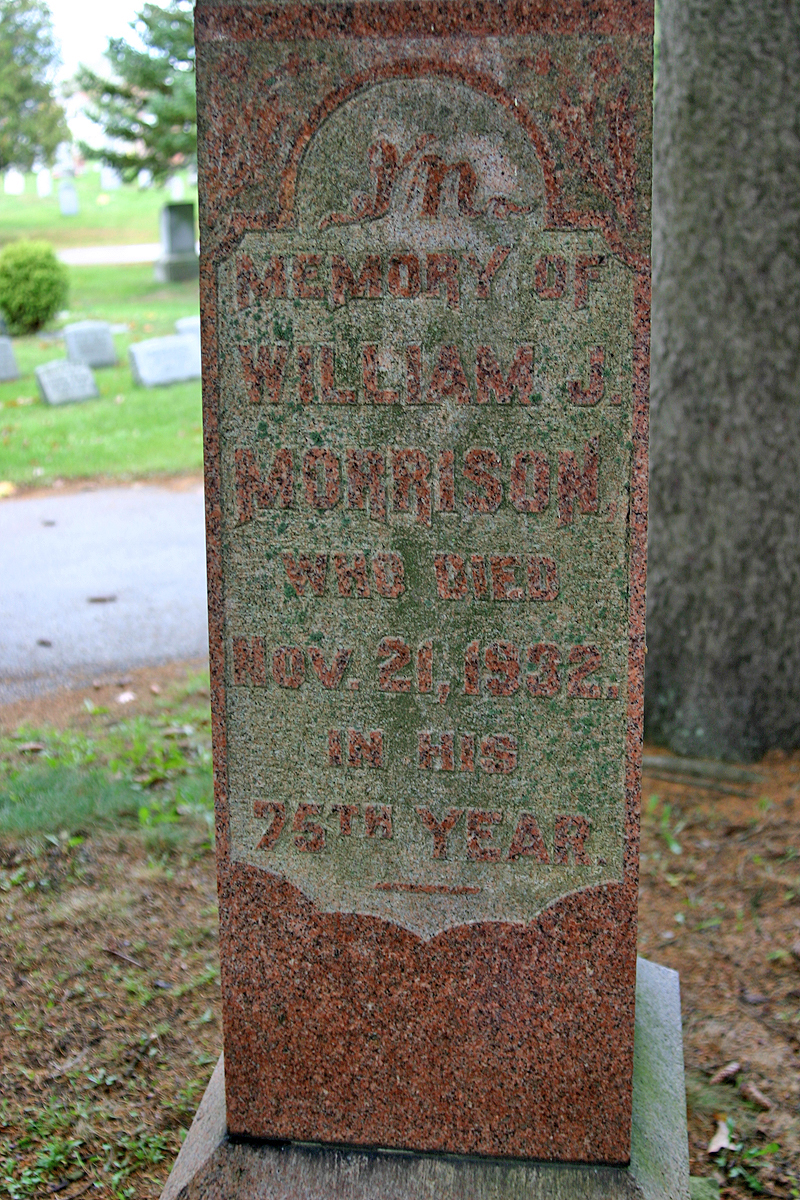 In
MEMORY OF
WILLIAM J.
MORRISON,
WHO DIED
NOV. 21, 1932.
IN HIS
75TH YEAR.